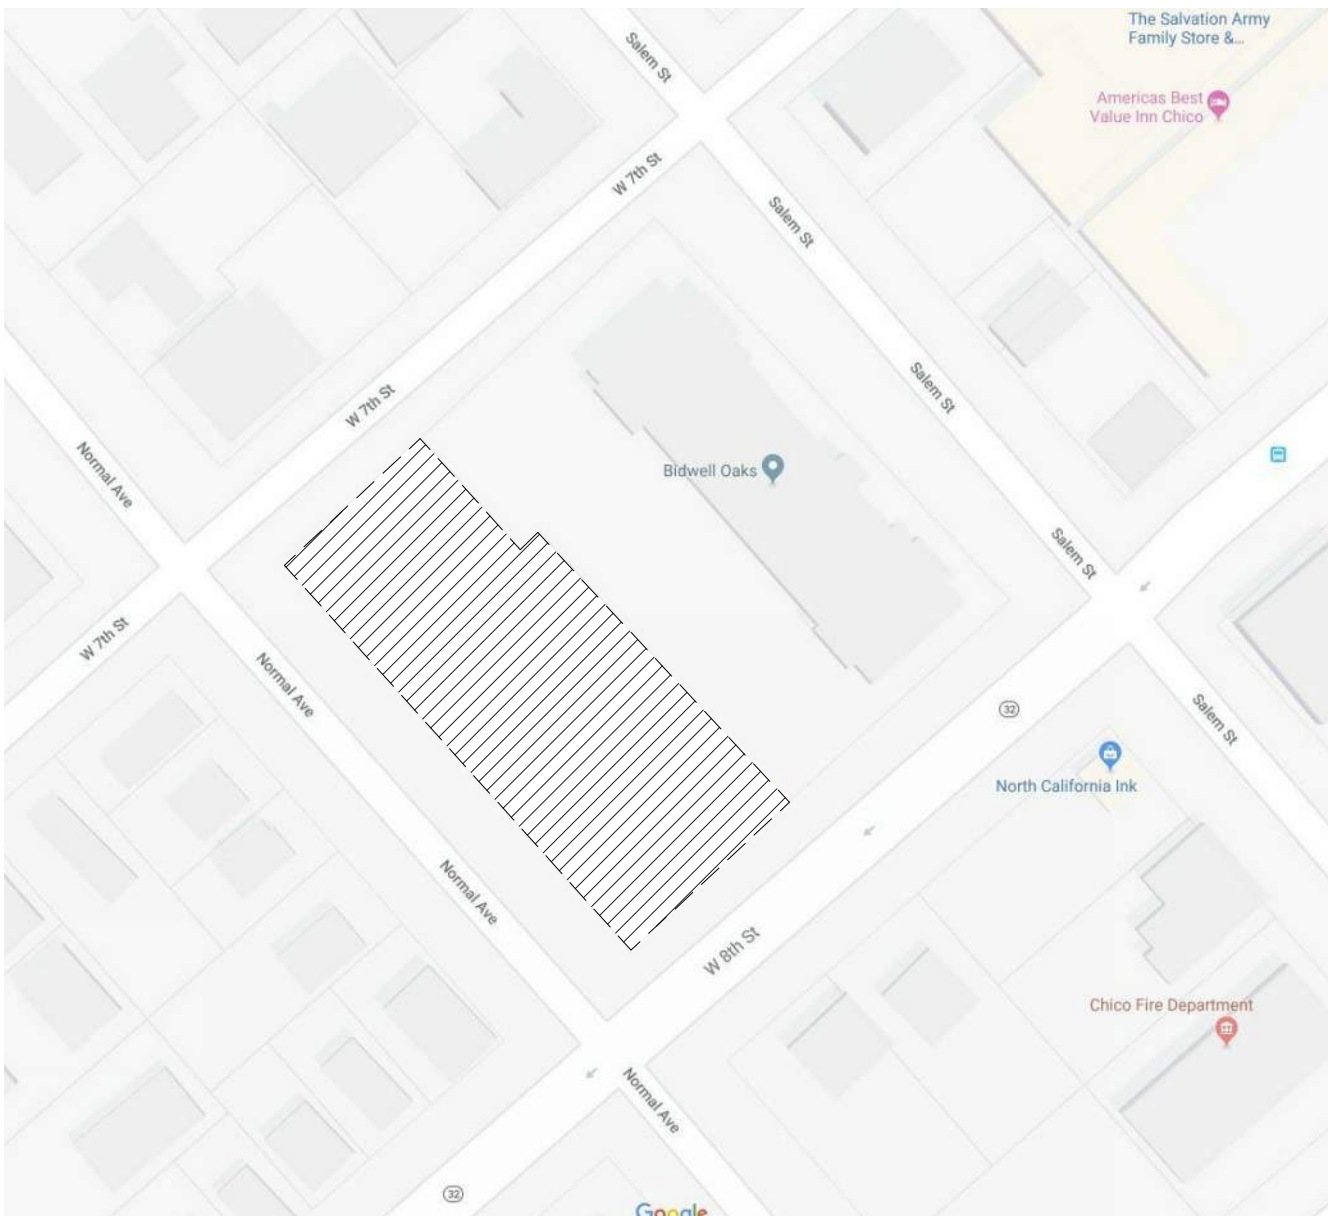 The Salvation Army
Family Store &...
Salem St
Americas Best
Value Inn Chico
W 7th St
Salem St
Salem St
W 7th St
Normal Ave
Bidwell Oaks
Salem St
W 7th St
Normal Ave
32
Salem St
North California Ink
Normal Ave
W 8th St
Chico Fire Department
Normal Ave
32
Google